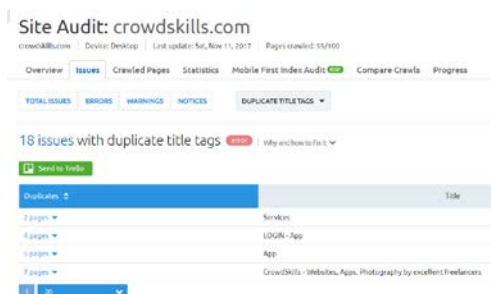 Site Audit: crowdskills.com
crowdskills.com Device: Desktop Last update: Sat, Nov 11, 2017 Pages crawled: 55/100
Overview Issues Crawled Pages Statistics Mobile First Index Audit Compare Crawls Progress
TOTAL ISSUES ERRORS WARNINGS NOTICES DUPLICATE TITLE TAGS
18 issues with duplicate title tags error Why and how to fix it
Send to Trello
Duplicates Title
2 pages Services
4 pages LOGIN - App
5 pages App
7 pages CrowdSkills - Websites, Apps, Photography by excellent freelancers
1 20